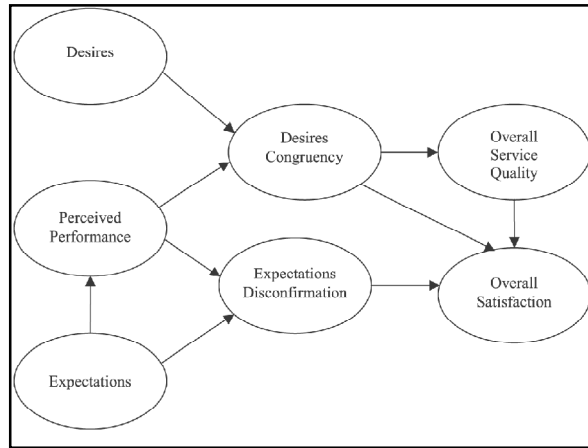 Desires
Desires
Congruency
Overall
Service
Quality
Perceived
Performance
Expectations
Disconfirmation
Overall
Satisfaction
Expectations